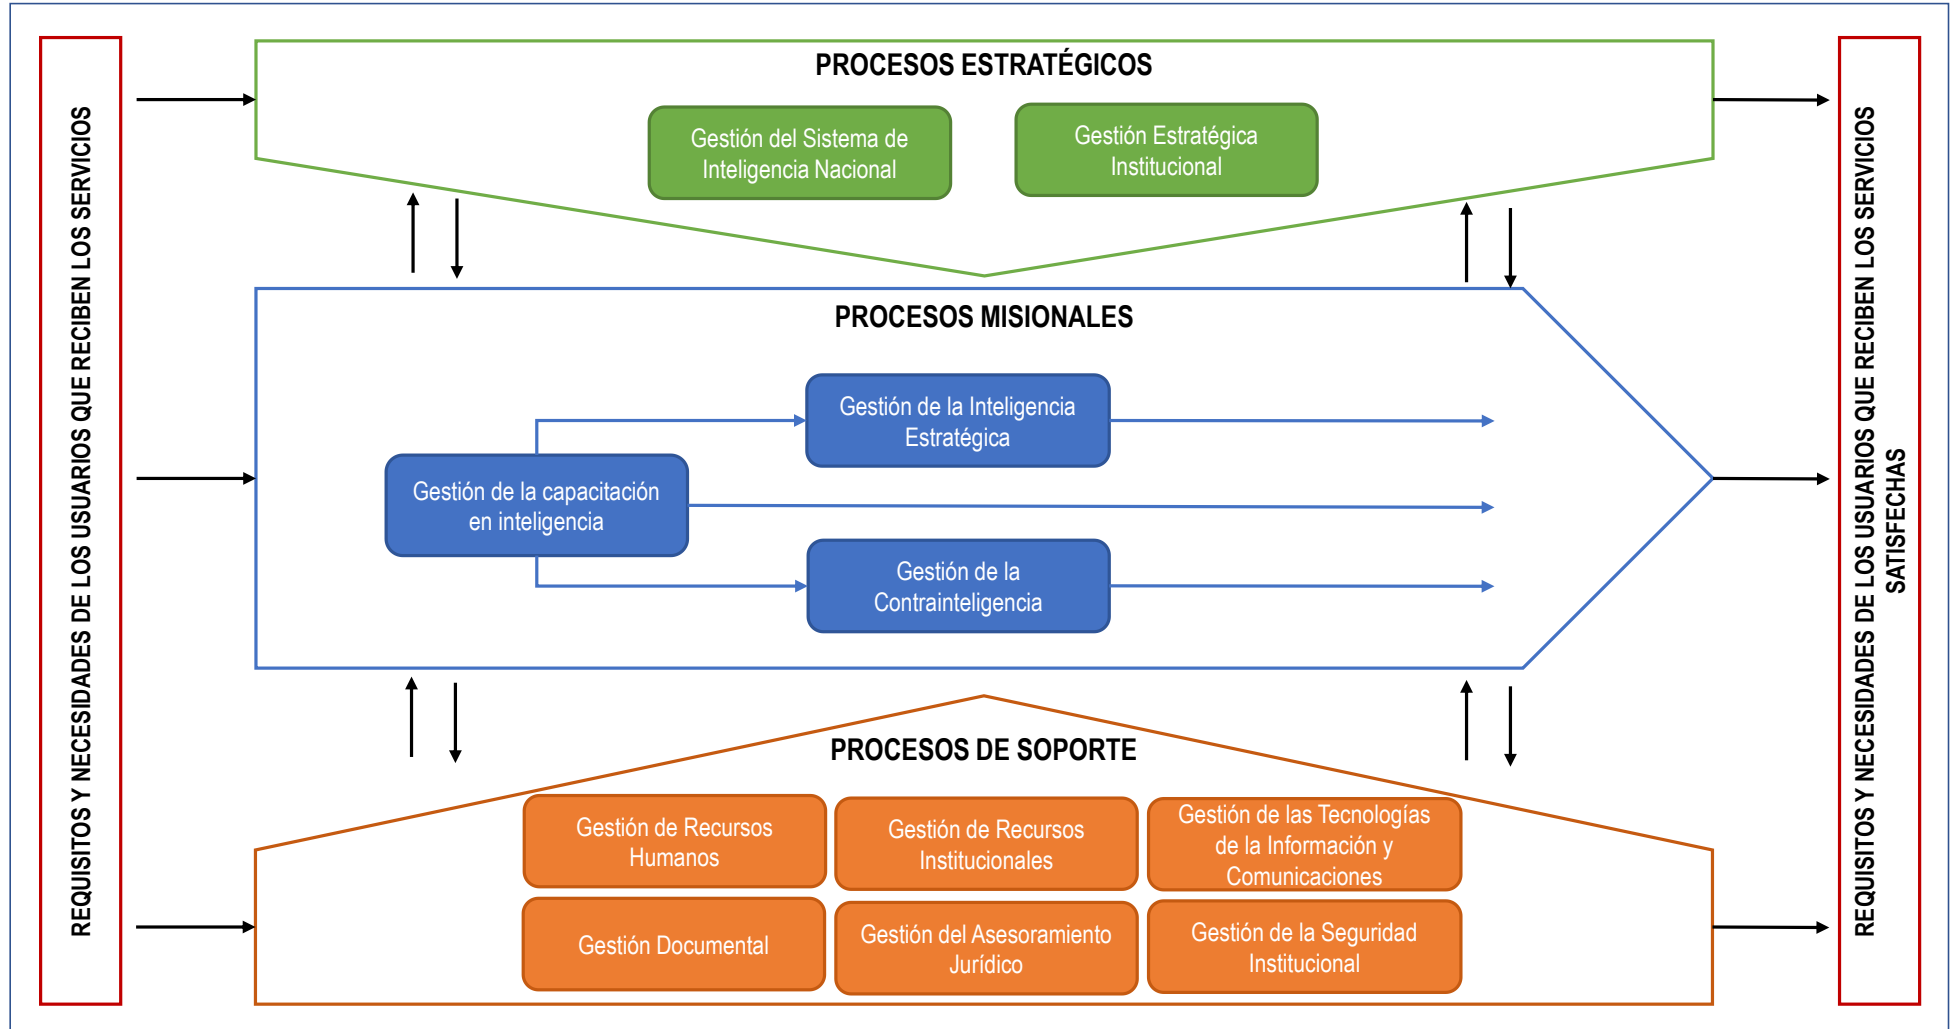 REQUISITOS Y NECESIDADES DE LOS USUARIOS QUE RECIBEN LOS SERVICIOS
PROCESOS ESTRATÉGICOS
Gestión del Sistema de
Inteligencia Nacional
Gestión Estratégica
Institucional
PROCESOS MISIONALES
Gestión de la Inteligencia
Estratégica
Gestión de la capacitación
en inteligencia
Gestión de la
Contrainteligencia
PROCESOS DE SOPORTE
Gestión de Recursos
Humanos
Gestión de Recursos
Institucionales
Gestión de las Tecnologías
de la Información y
Comunicaciones
Gestión Documental
Gestión del Asesoramiento
Jurídico
Gestión de la Seguridad
Institucional
REQUISITOS Y NECESIDADES DE LOS USUARIOS QUE RECIBEN LOS SERVICIOS
SATISFECHAS